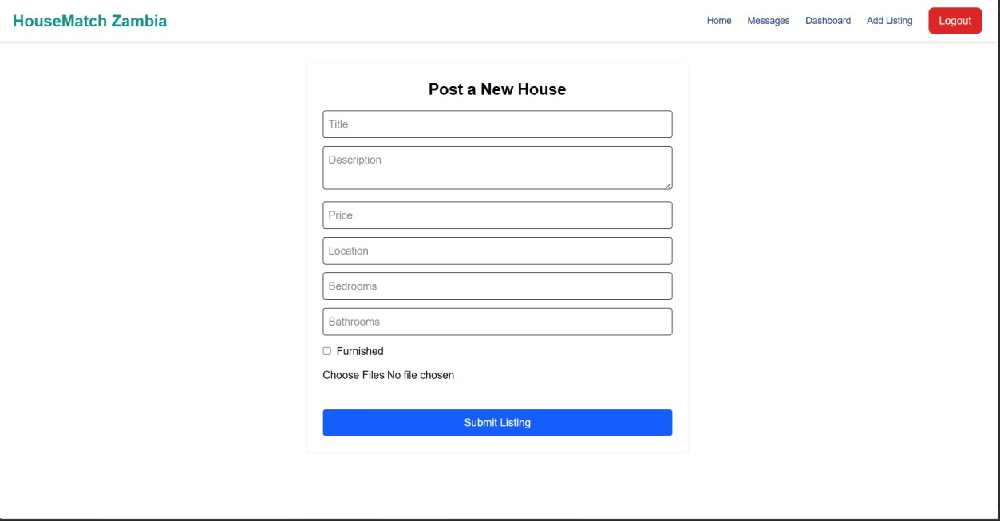 HouseMatch Zambia
Home Messages Dashboard Add Listing Logout
Post a New House
Title
Description
Price
Location
Bedrooms
Bathrooms
Furnished
Choose Files No file chosen
Submit Listing